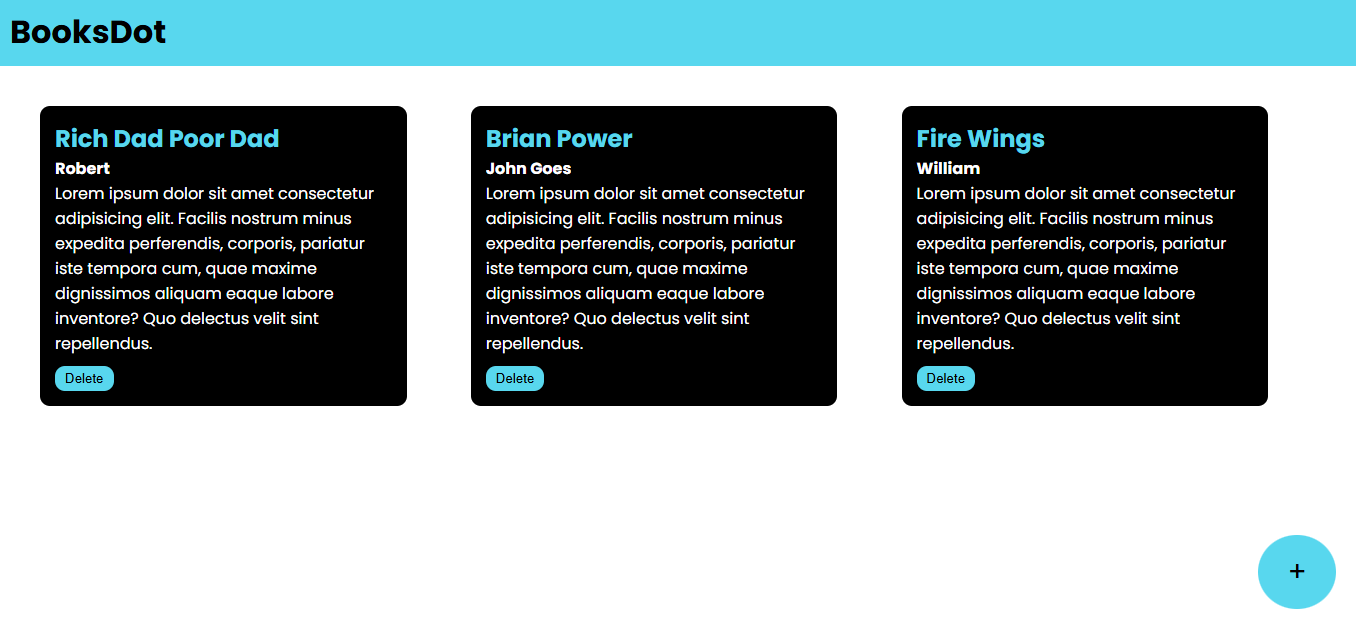 BooksDot
Rich Dad Poor Dad
Robert
Lorem ipsum dolor sit amet consectetur
adipisicing elit. Facilis nostrum minus
expedita perferendis, corporis, pariatur
iste tempora cum, quae maxime
dignissimos aliquam eaque labore
inventore? Quo delectus velit sint
repellendus.
Delete
Brian Power
John Goes
Lorem ipsum dolor sit amet consectetur
adipisicing elit. Facilis nostrum minus
expedita perferendis, corporis, pariatur
iste tempora cum, quae maxime
dignissimos aliquam eaque labore
inventore? Quo delectus velit sint
repellendus.
Delete
Fire Wings
William
Lorem ipsum dolor sit amet consectetur
adipisicing elit. Facilis nostrum minus
expedita perferendis, corporis, pariatur
iste tempora cum, quae maxime
dignissimos aliquam eaque labore
inventore? Quo delectus velit sint
repellendus.
Delete
+